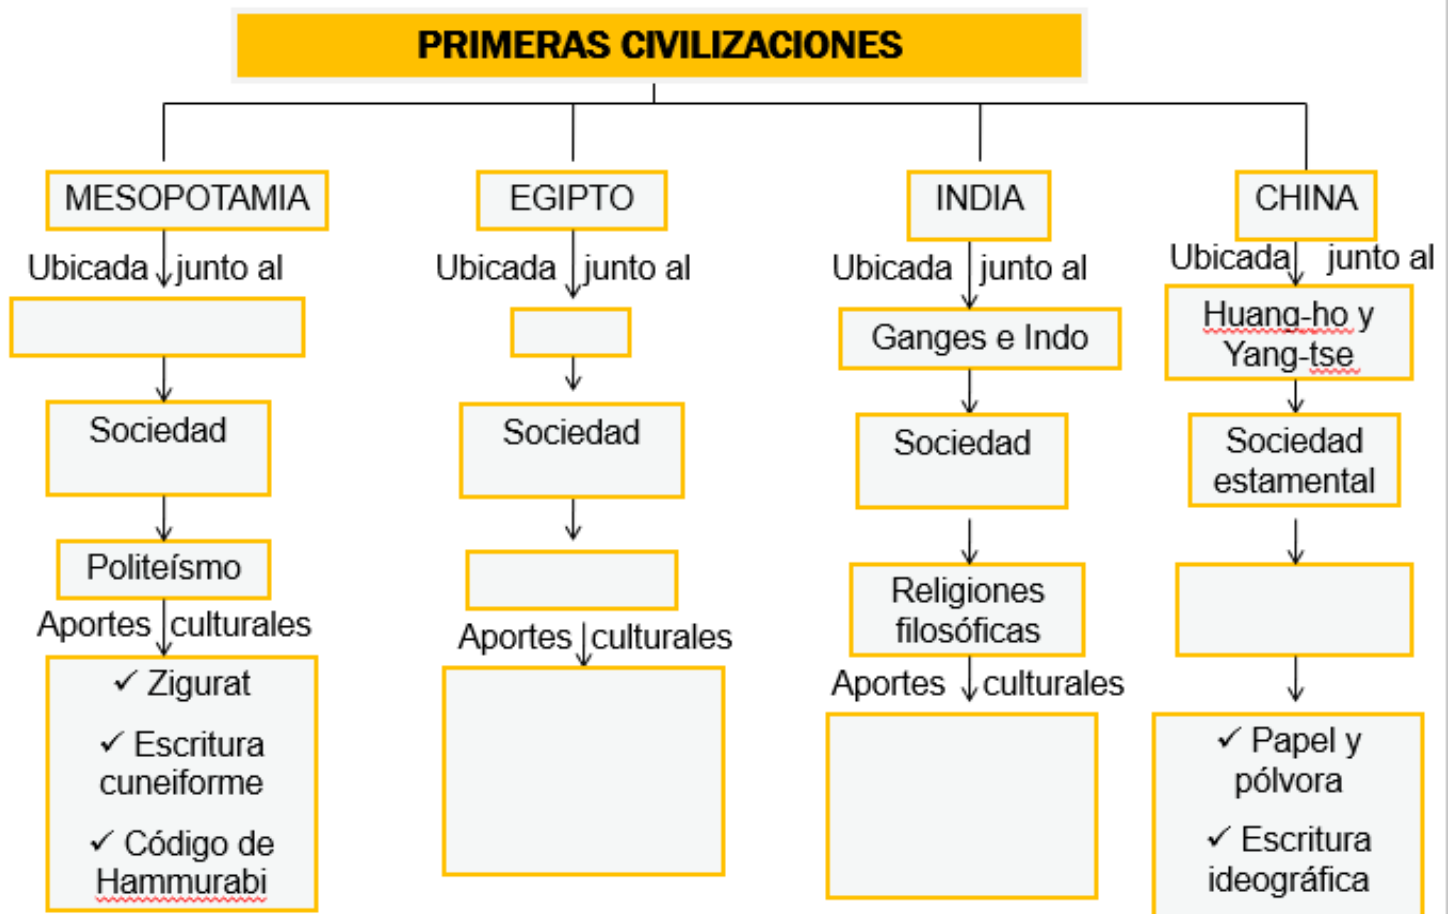 PRIMERAS CIVILIZACIONES
MESOPOTAMIA
Ubicada junto al
Sociedad
Politeísmo
Aportes culturales
✓ Zigurat
✓ Escritura
cuneiforme
✓ Código de
Hammurabi
EGIPTO
Ubicada junto al
Sociedad
Aportes culturales
INDIA
Ubicada junto al
Ganges e Indo
Sociedad
Religiones
filosóficas
Aportes culturales
CHINA
Ubicada junto al
Huang-ho y
Yang-tse
Sociedad
estamental
✓ Papel y
pólvora
✓ Escritura
ideográfica